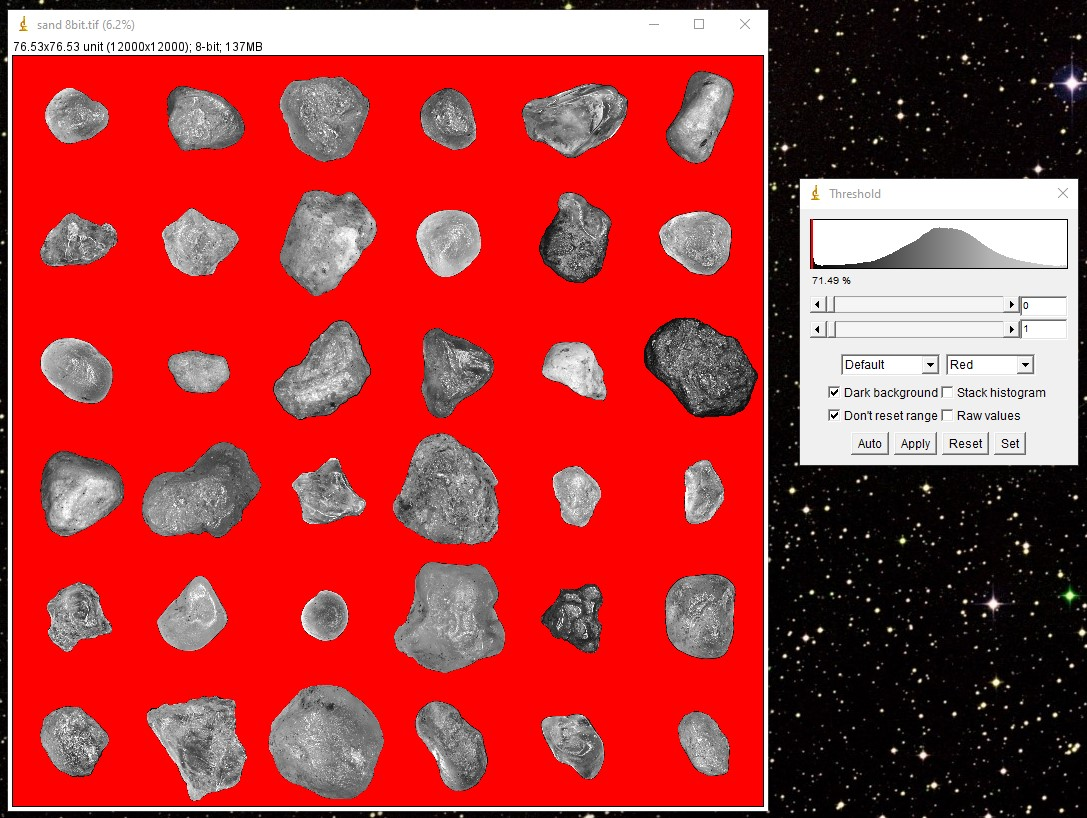 sand 8bit.tif (6.2%)
76.53x76.53 unit (12000x12000); 8-bit; 137MB
Threshold
71.49 %
0
1
Default Red
Dark background Stack histogram
Don't reset range Raw values
Auto Apply Reset Set